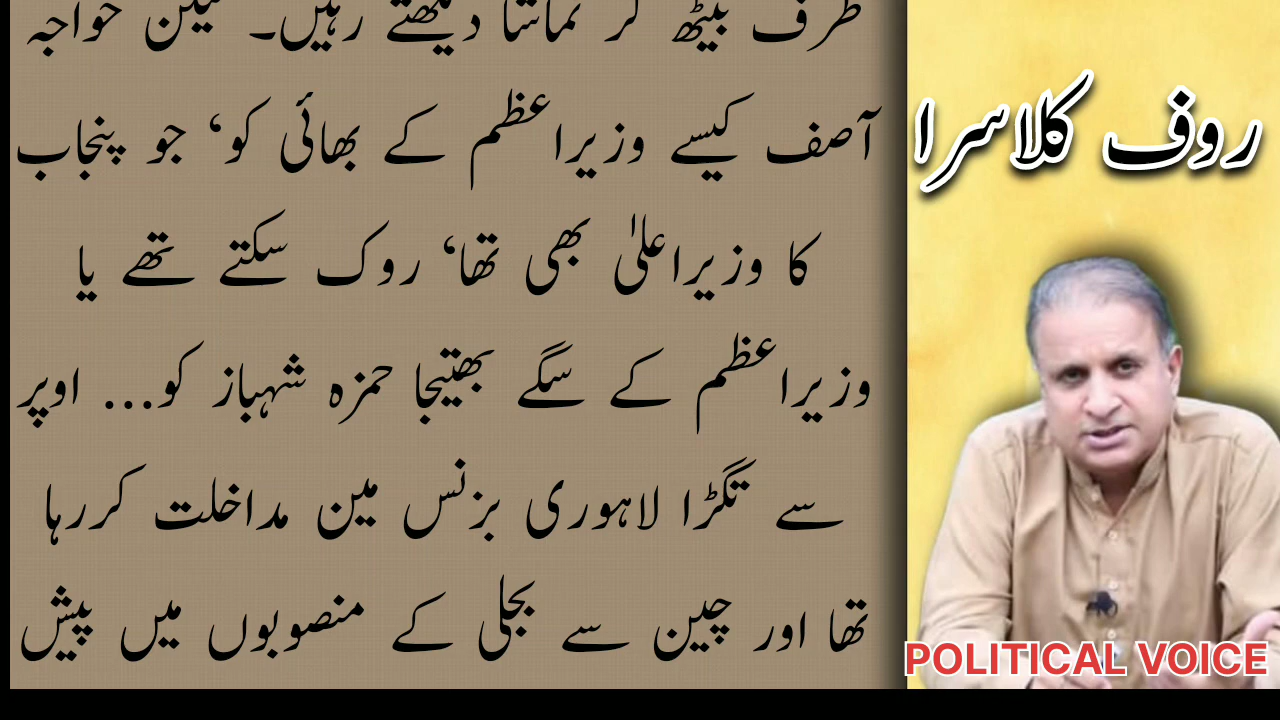 طرف بیٹھ کر تماشا دیکھتے رہیں۔ لیکن خواجہ
آصف کیسے وزیراعظم کے بھائی کو‘ جو پنجاب
کا وزیراعلیٰ بھی تھا‘ روک سکتے تھے یا
وزیراعظم کے سگے بھتیجا حمزہ شہباز کو... اوپر
سے تگڑا لاہوری بزنس مین مداخلت کررہا
تھا اور چین سے بجلی کے منصوبوں میں پیش
روف کلاسرا
POLITICAL VOICE